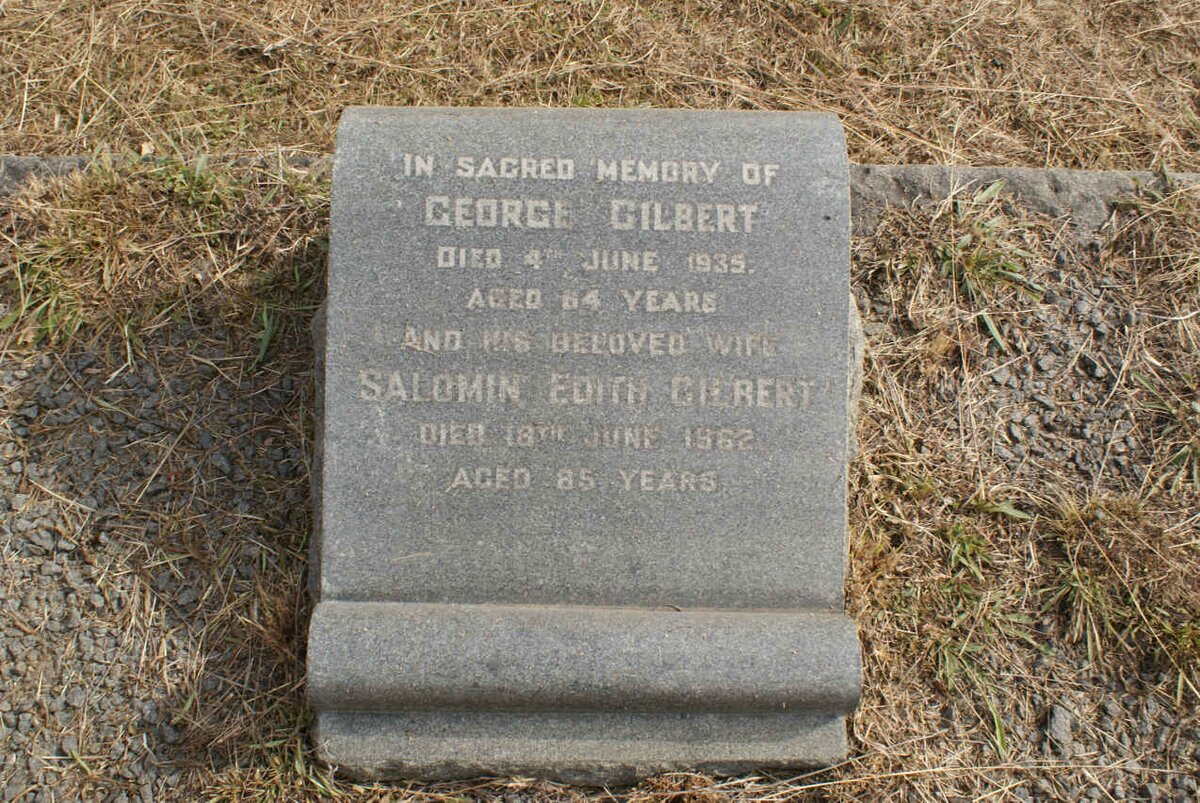 IN SACRED MEMORY OF
GEORGE GILBERT
DIED 4TH JUNE 1939.
AGED 64 YEARS
AND HIS BELOVED WIFE
SALOMIN EDITH GILBERT
DIED 18TH JUNE 1962
AGED 85 YEARS